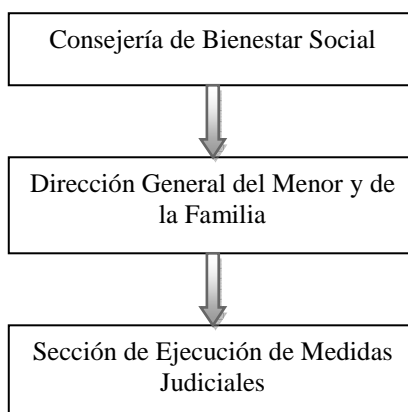 Consejería de Bienestar Social
Dirección General del Menor y de
la Familia
Sección de Ejecución de Medidas
Judiciales